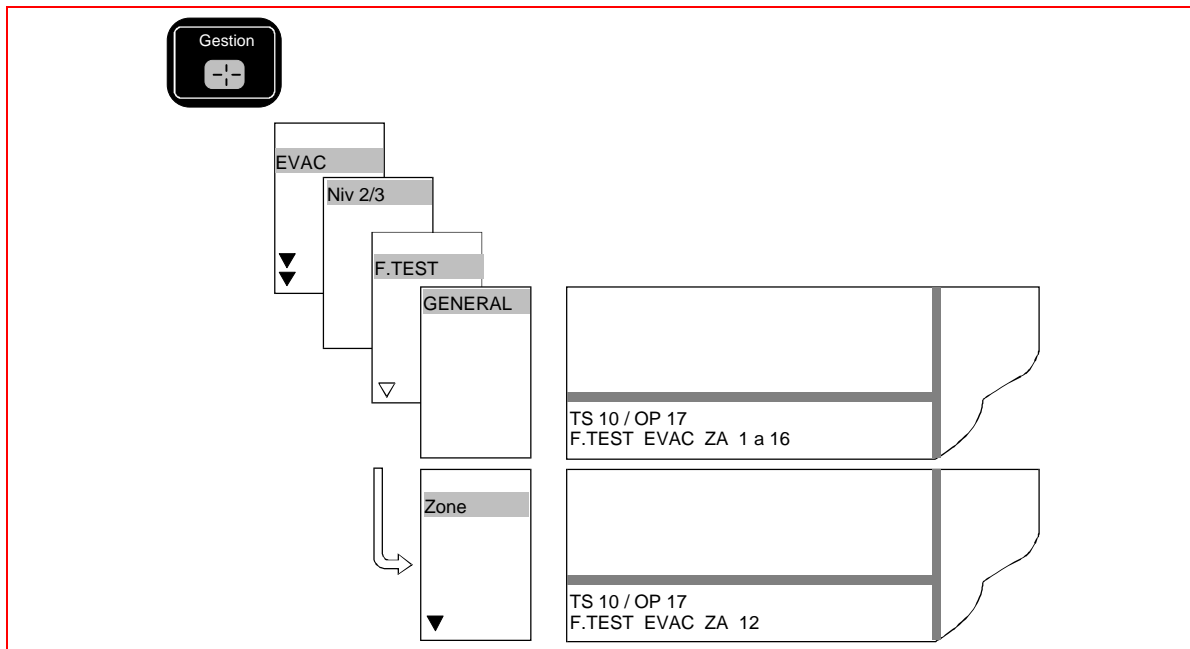 Gestion
EVAC
Niv 2/3
F.TEST
GENERAL
TS 10 / OP 17
F.TEST EVAC ZA 1 a 16
Zone
TS 10 / OP 17
F.TEST EVAC ZA 12